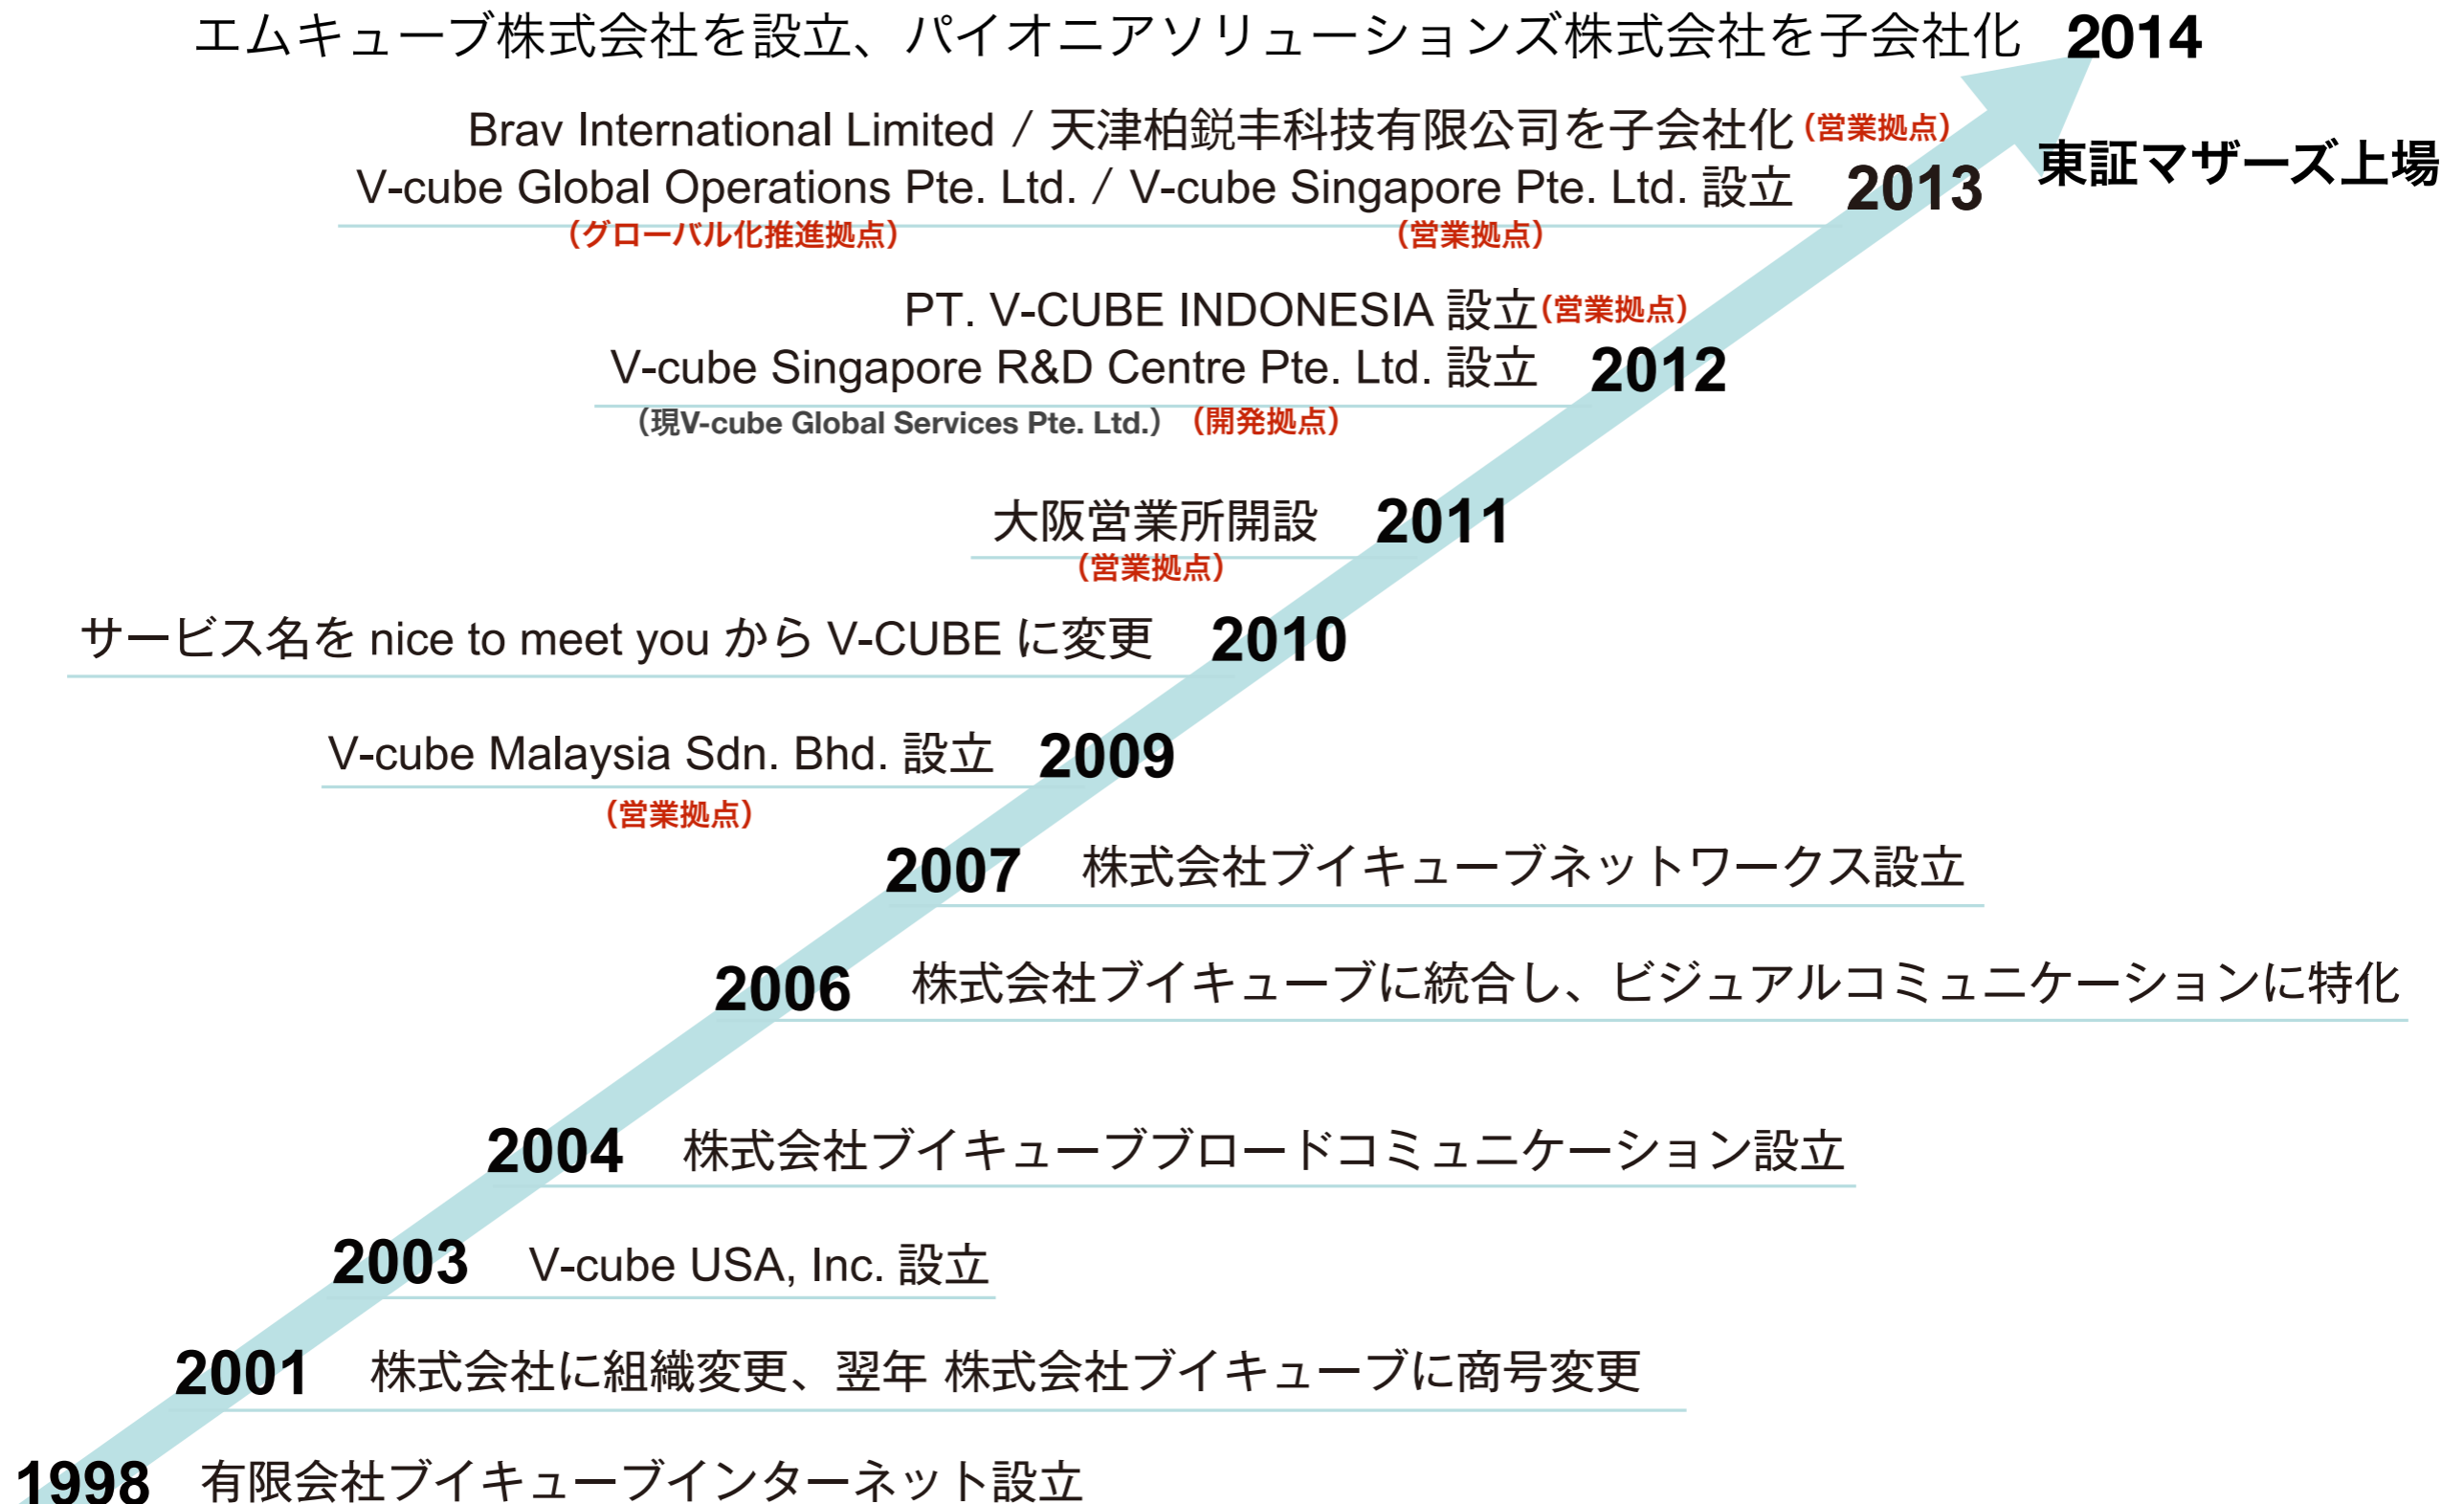 エムキューブ株式会社を設立、パイオニアソリューションズ株式会社を子会社化 2014
Brav International Limited / 天津柏鋭丰科技有限公司を子会社化（営業拠点）
東証マザーズ上場
V-cube Global Operations Pte. Ltd. / V-cube Singapore Pte. Ltd. 設立 2013
（グローバル化推進拠点） （営業拠点）
PT. V-CUBE INDONESIA 設立（営業拠点）
V-cube Singapore R&D Centre Pte. Ltd. 設立 2012
（現V-cube Global Services Pte. Ltd.） （開発拠点）
大阪営業所開設 2011
（営業拠点）
サービス名を nice to meet you から V-CUBE に変更 2010
V-cube Malaysia Sdn. Bhd. 設立 2009
（営業拠点）
2007 株式会社ブイキューブネットワークス設立
2006 株式会社ブイキューブに統合し、ビジュアルコミュニケーションに特化
2004 株式会社ブイキューブブロードコミュニケーション設立
2003 V-cube USA, Inc. 設立
2001 株式会社に組織変更、翌年 株式会社ブイキューブに商号変更
1998 有限会社ブイキューブインターネット設立